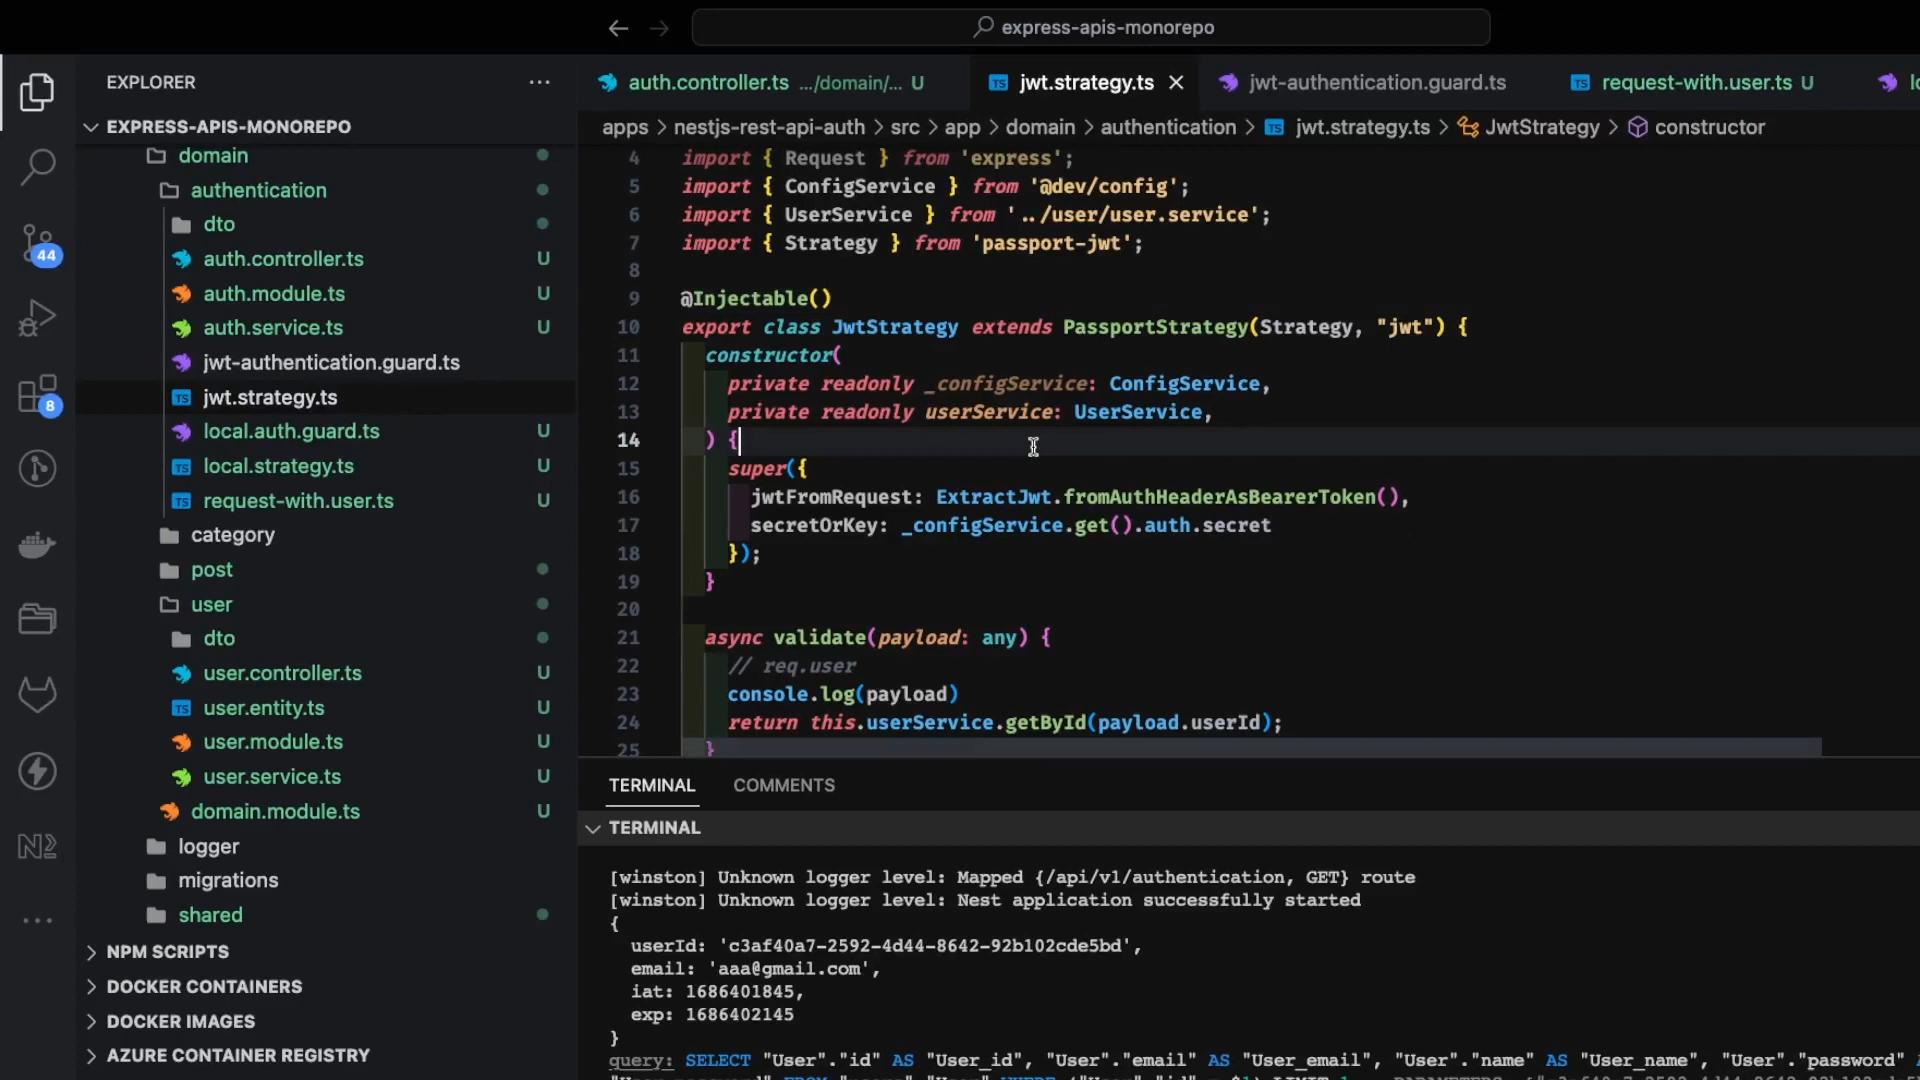 express-apis-monorepo
EXPLORER
auth.controller.ts .../domain/... U
jwt.strategy.ts
jwt-authentication.guard.ts
request-with.user.ts U
EXPRESS-APIS-MONOREPO
apps > nestjs-rest-api-auth > src > app > domain > authentication > jwt.strategy.ts > JwtStrategy > constructor
domain
authentication
dto
auth.controller.ts U
auth.module.ts U
auth.service.ts U
jwt-authentication.guard.ts
jwt.strategy.ts
local.auth.guard.ts U
local.strategy.ts U
request-with.user.ts U
category
post
user
dto
user.controller.ts U
user.entity.ts U
user.module.ts U
user.service.ts U
domain.module.ts U
logger
migrations
shared
NPM SCRIPTS
DOCKER CONTAINERS
DOCKER IMAGES
AZURE CONTAINER REGISTRY
44
8
4 import { Request } from 'express';
5 import { ConfigService } from '@dev/config';
6 import { UserService } from '../user/user.service';
7 import { Strategy } from 'passport-jwt';
8
9 @Injectable()
10 export class JwtStrategy extends PassportStrategy(Strategy, "jwt") {
11 constructor(
12 private readonly _configService: ConfigService,
13 private readonly userService: UserService,
14 ) {
15 super({
16 jwtFromRequest: ExtractJwt.fromAuthHeaderAsBearerToken(),
17 secretOrKey: _configService.get().auth.secret
18 });
19 }
20
21 async validate(payload: any) {
22 // req.user
23 console.log(payload)
24 return this.userService.getById(payload.userId);
25 }
TERMINAL COMMENTS
TERMINAL
[winston] Unknown logger level: Mapped {/api/v1/authentication, GET} route
[winston] Unknown logger level: Nest application successfully started
{
userId: 'c3af40a7-2592-4d44-8642-92b102cde5bd',
email: 'aaa@gmail.com',
iat: 1686401845,
exp: 1686402145
}
query: SELECT "User"."id" AS "User_id", "User"."email" AS "User_email", "User"."name" AS "User_name", "User"."password"